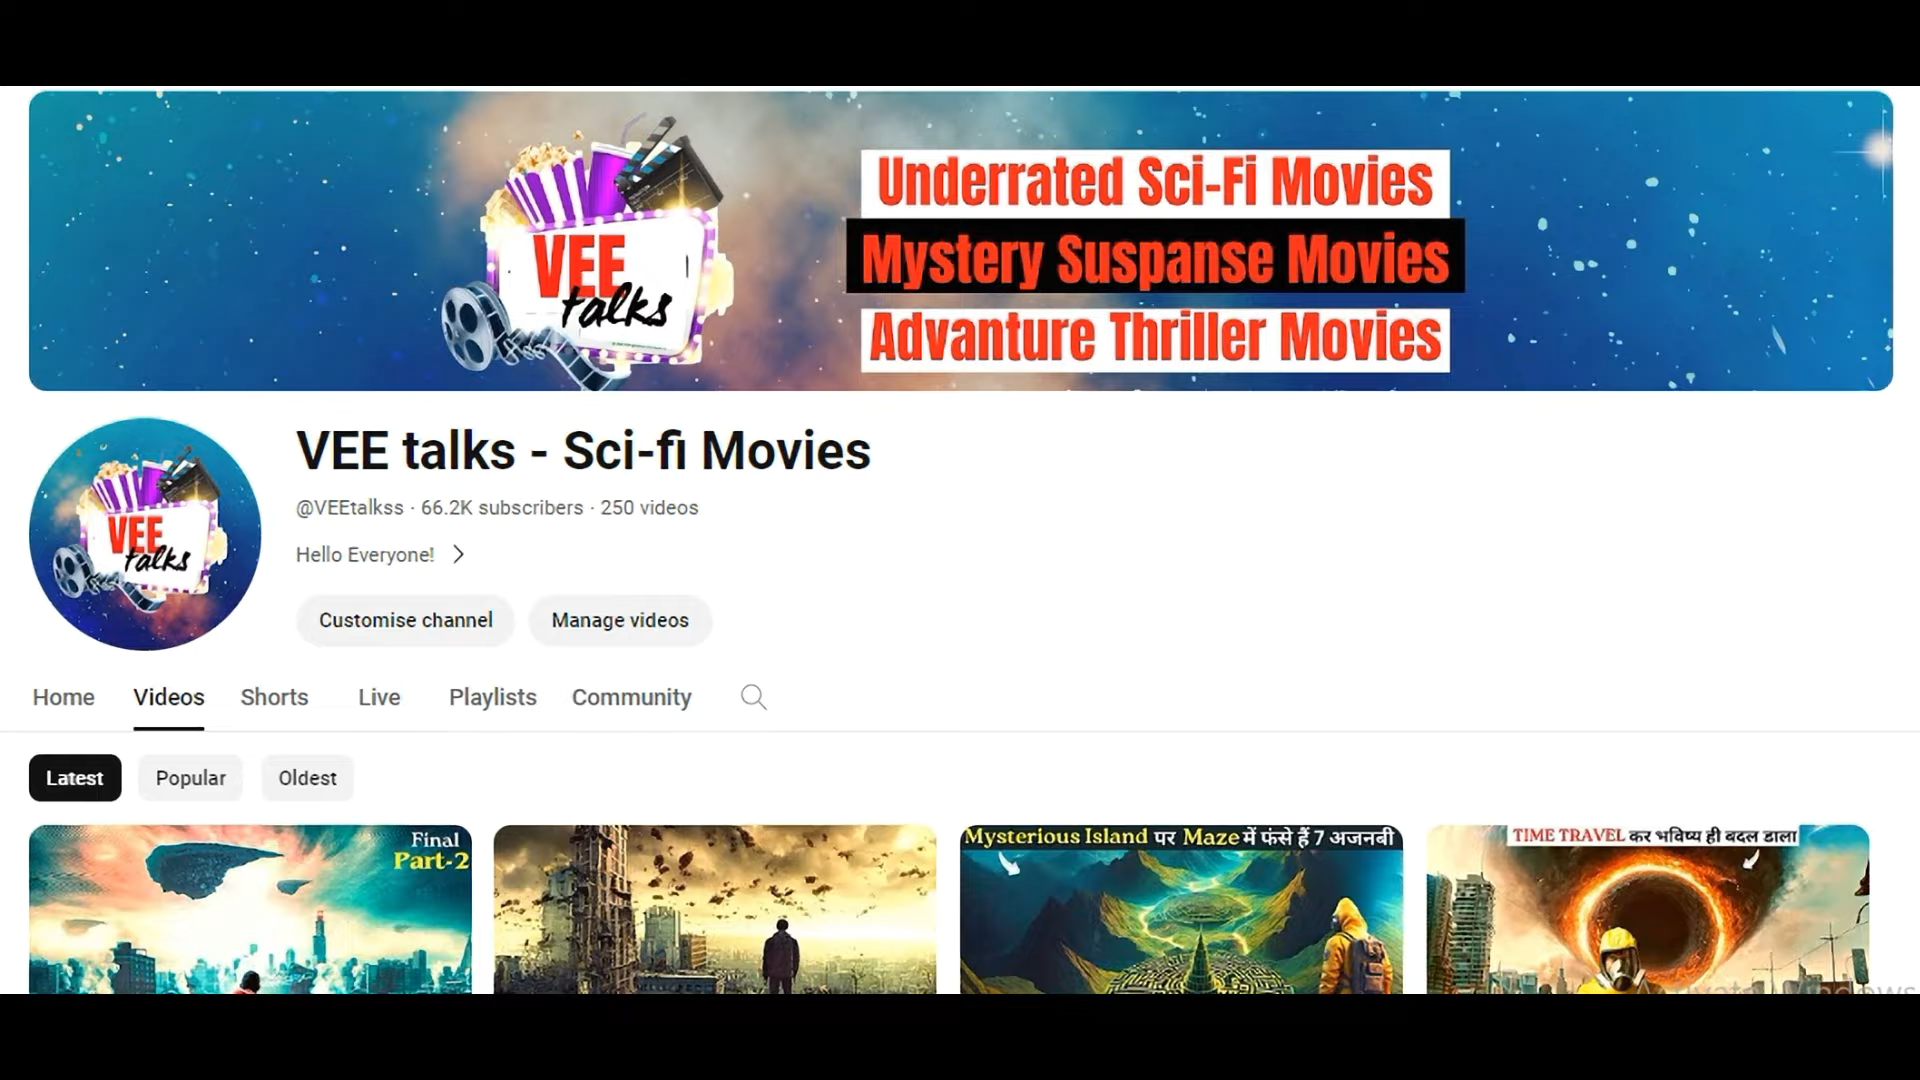 VEE
talks
Underrated Sci-Fi Movies
Mystery Suspanse Movies
Advanture Thriller Movies
VEE
talks
VEE talks - Sci-fi Movies
@VEEtalkss · 66.2K subscribers · 250 videos
Hello Everyone!
Customise channel
Manage videos
Home
Videos
Shorts
Live
Playlists
Community
Latest
Popular
Oldest
Final
Part-2
Mysterious Island पर Maze में फंसे हैं 7 अजनबी
TIME TRAVEL कर भविष्य ही बदल डाला